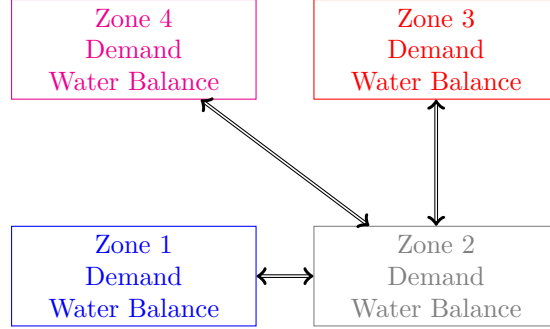 Zone 4
Demand
Water Balance
Zone 3
Demand
Water Balance
Zone 1
Demand
Water Balance
Zone 2
Demand
Water Balance